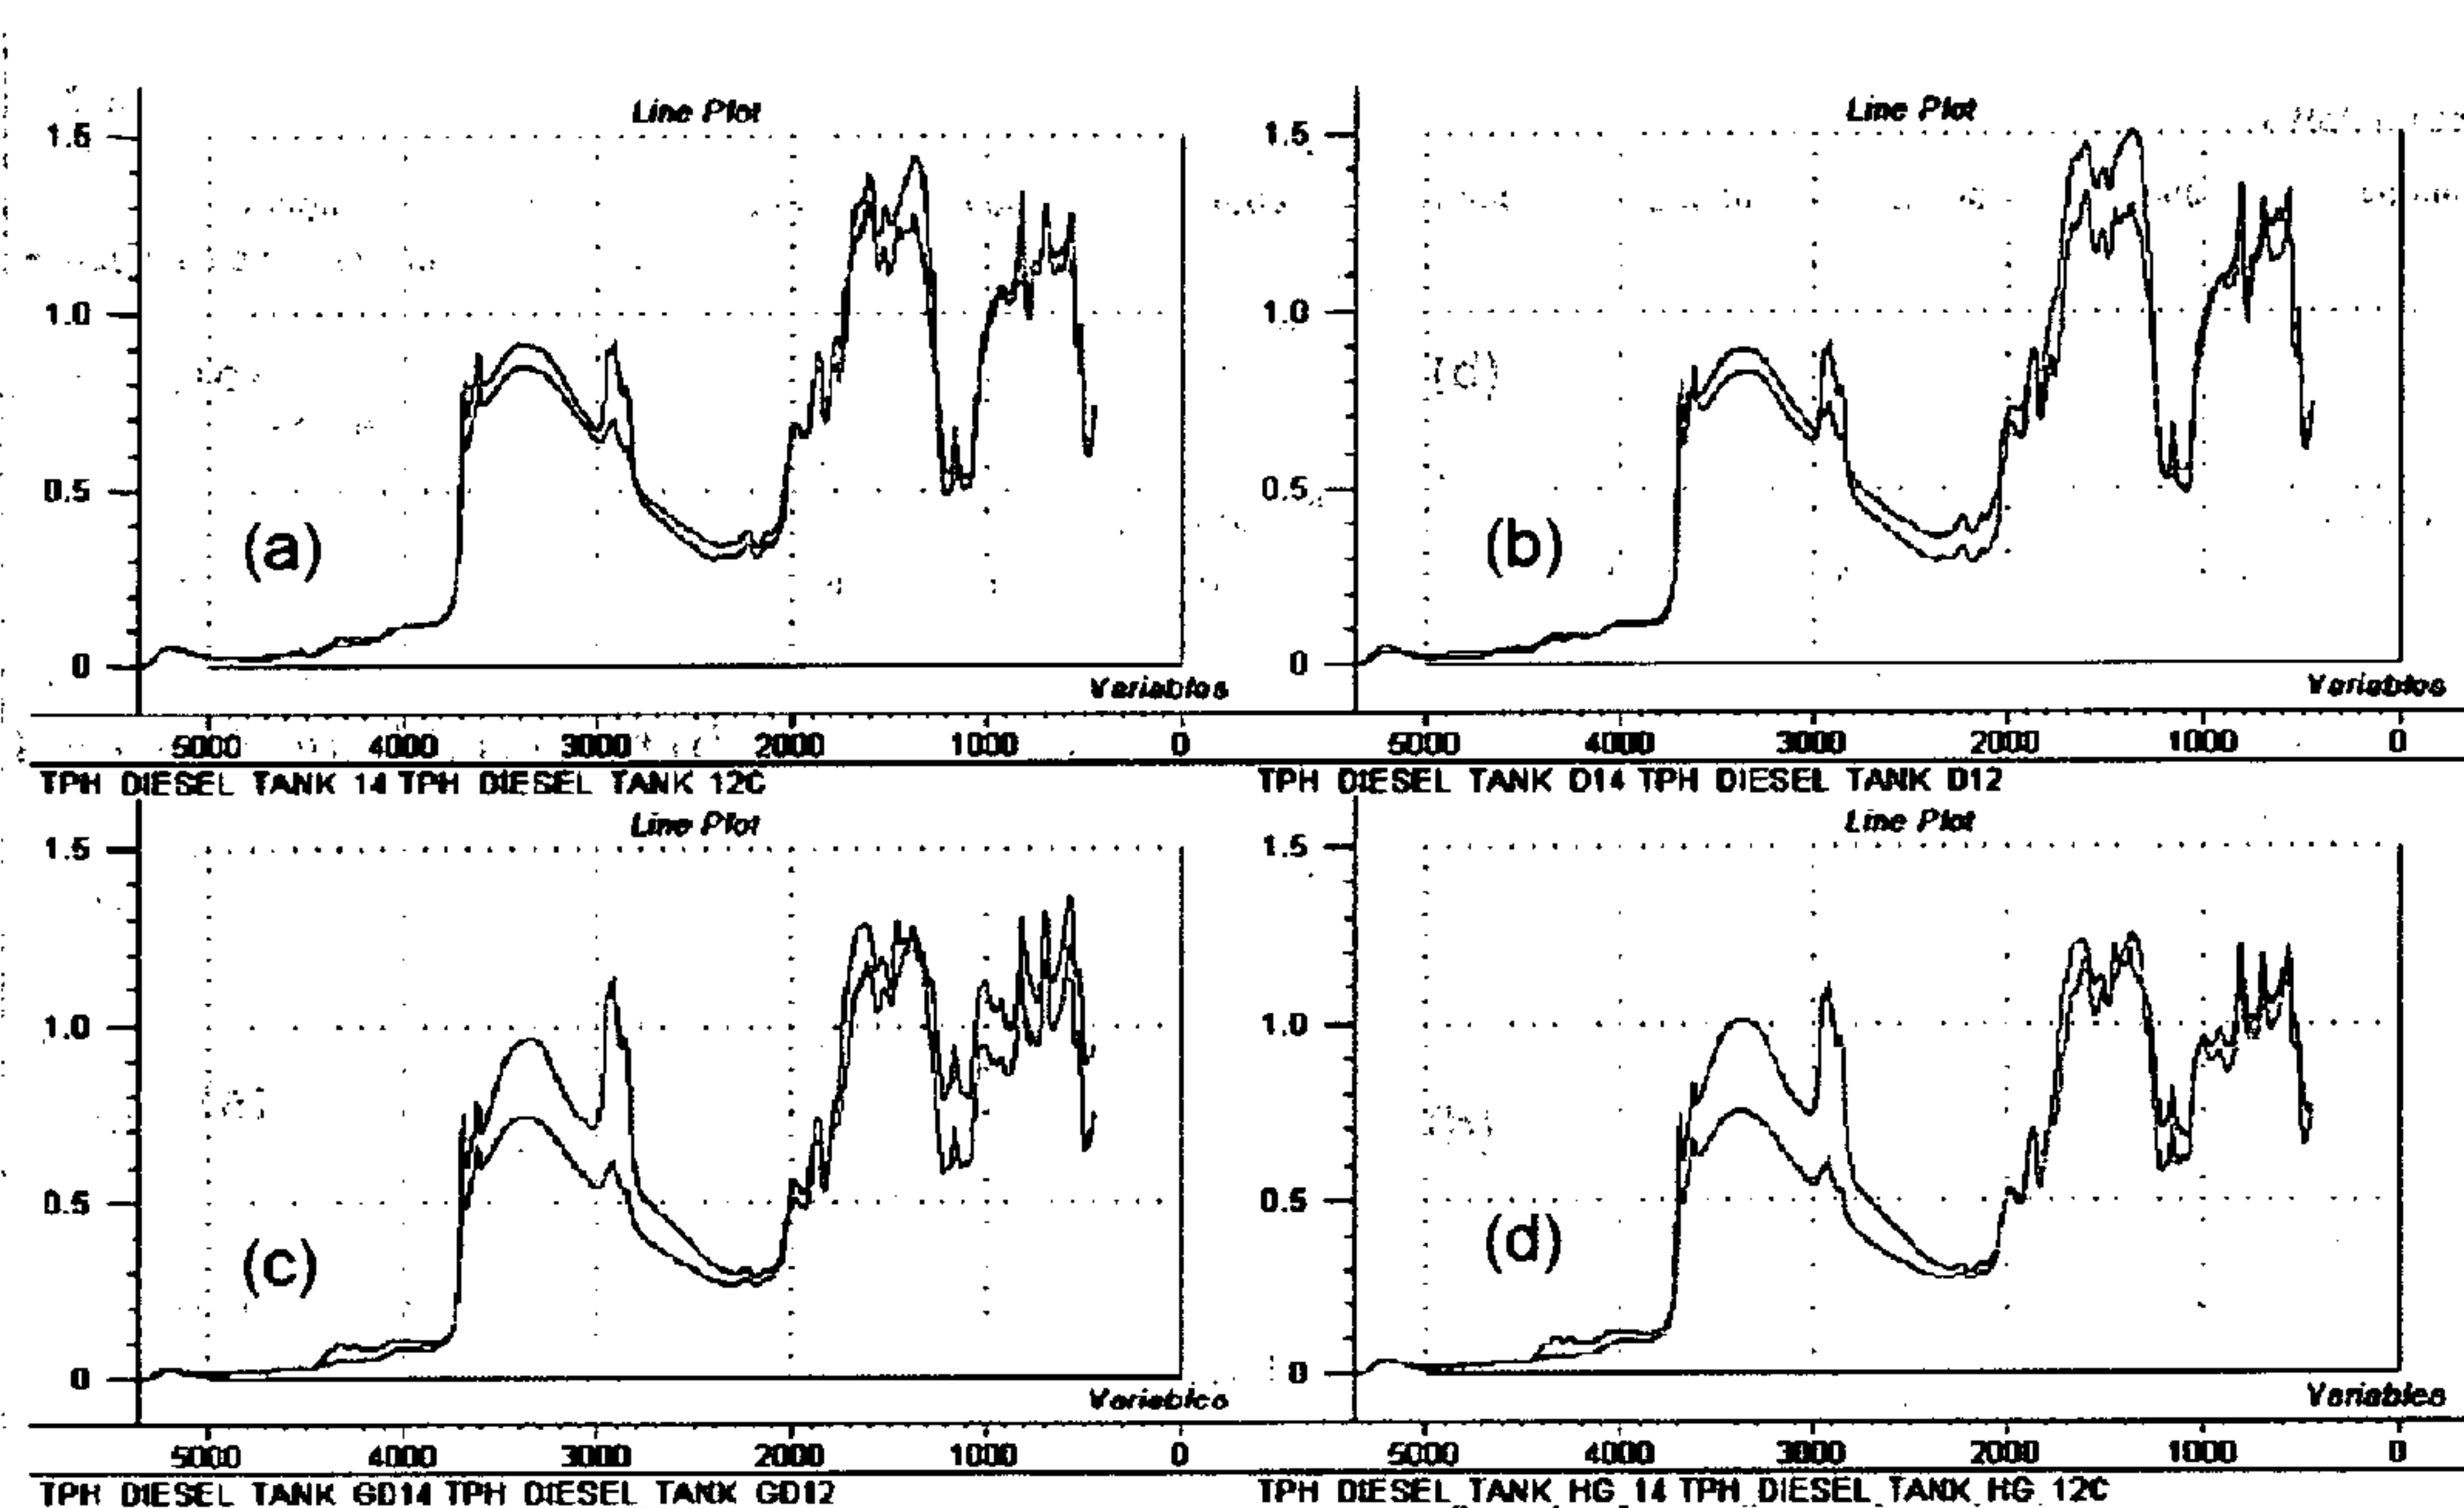 Line Plot
1.5
1.0
0.5
0
(a)
Variables
5000 4000 3000 2000 1000 0
TPH DIESEL TANK 14 TPH DIESEL TANK 12C
Line Plot
1.5
1.0
0.5
0
(b)
(d)
Variables
5000 4000 3000 2000 1000 0
TPH DIESEL TANK D14 TPH DIESEL TANK D12
Line Plot
1.5
1.0
0.5
0
(c)
Variables
5000 4000 3000 2000 1000 0
TPH DIESEL TANK GD14 TPH DIESEL TANK GD12
Line Plot
1.5
1.0
0.5
0
(d)
Variables
5000 4000 3000 2000 1000 0
TPH DIESEL TANK HG 14 TPH DIESEL TANK HG 12C